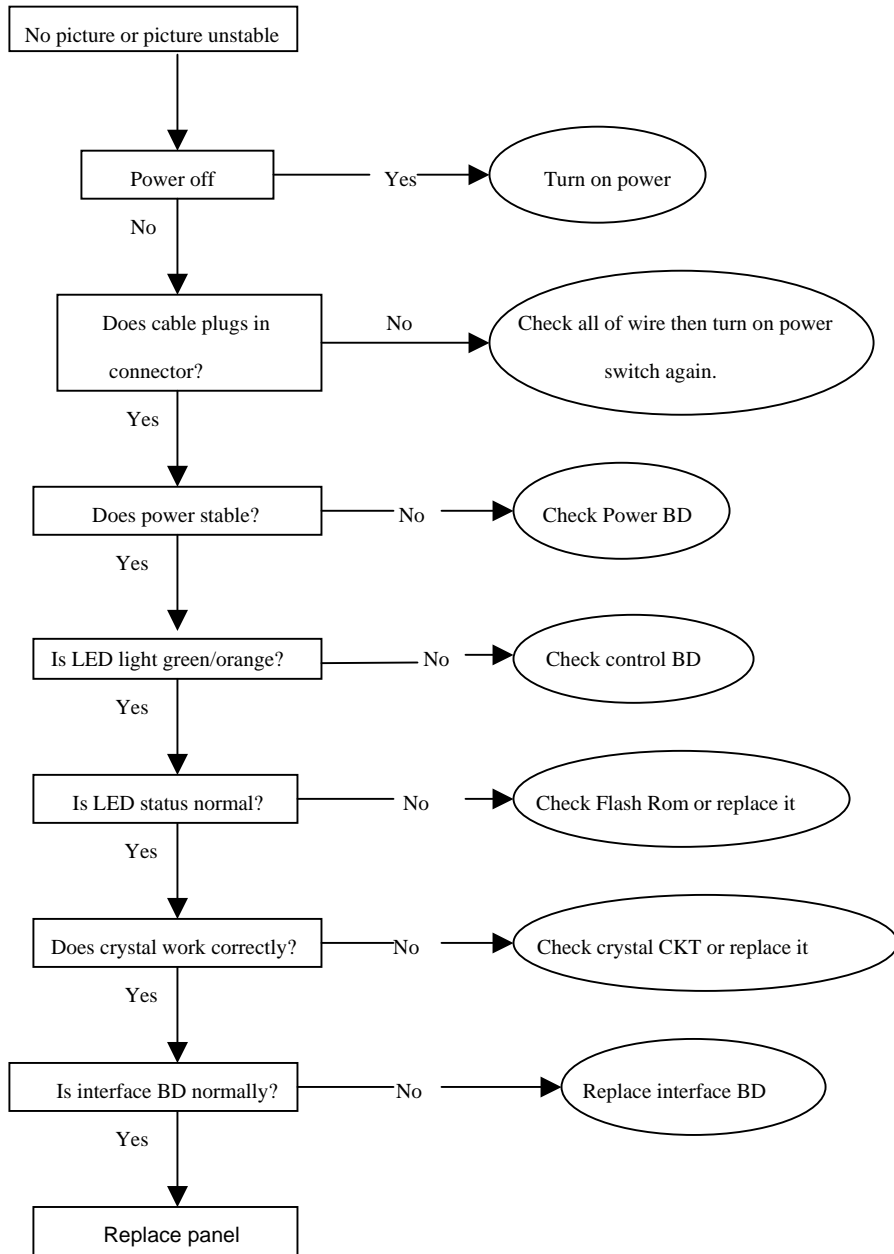 No picture or picture unstable
Power off
Yes
Turn on power
No
Does cable plugs in
connector?
No
Check all of wire then turn on power
switch again.
Yes
Does power stable?
No
Check Power BD
Yes
Is LED light green/orange?
No
Check control BD
Yes
Is LED status normal?
No
Check Flash Rom or replace it
Yes
Does crystal work correctly?
No
Check crystal CKT or replace it
Yes
Is interface BD normally?
No
Replace interface BD
Yes
Replace panel